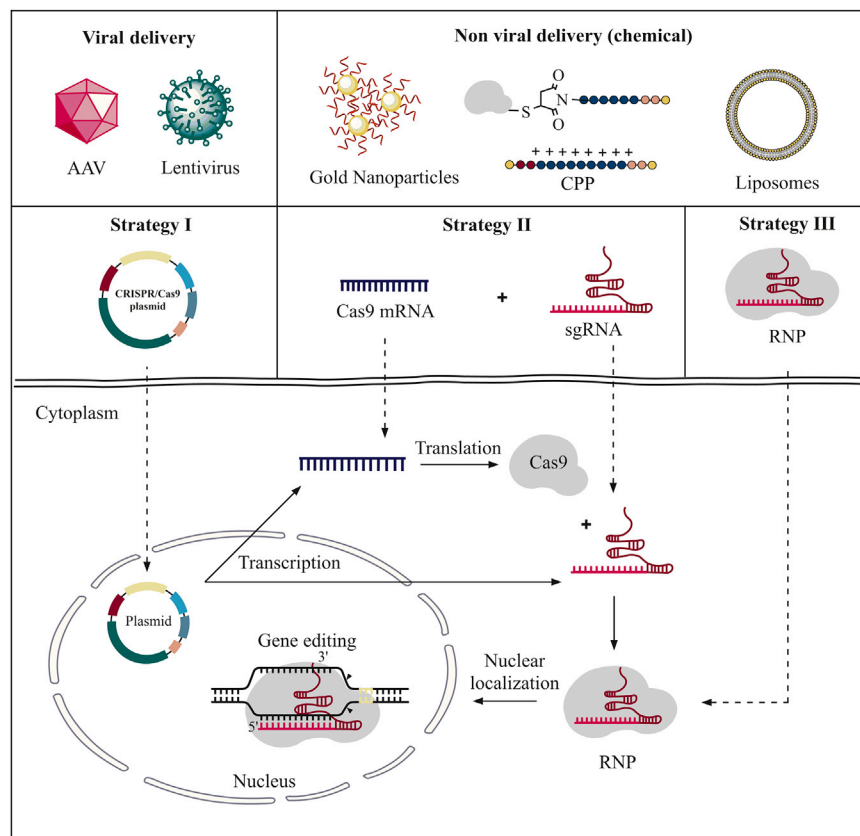 Viral delivery
Non viral delivery (chemical)
AAV
Lentivirus
Gold Nanoparticles
S
O
N
O
+ + + + + + + + +
CPP
Liposomes
Strategy I
Strategy II
Strategy III
CRISPR/Cas9
plasmid
Cas9 mRNA
+
sgRNA
RNP
Cytoplasm
Translation
Cas9
+
Transcription
Plasmid
Gene editing
3'
5'
Nuclear
localization
RNP
Nucleus